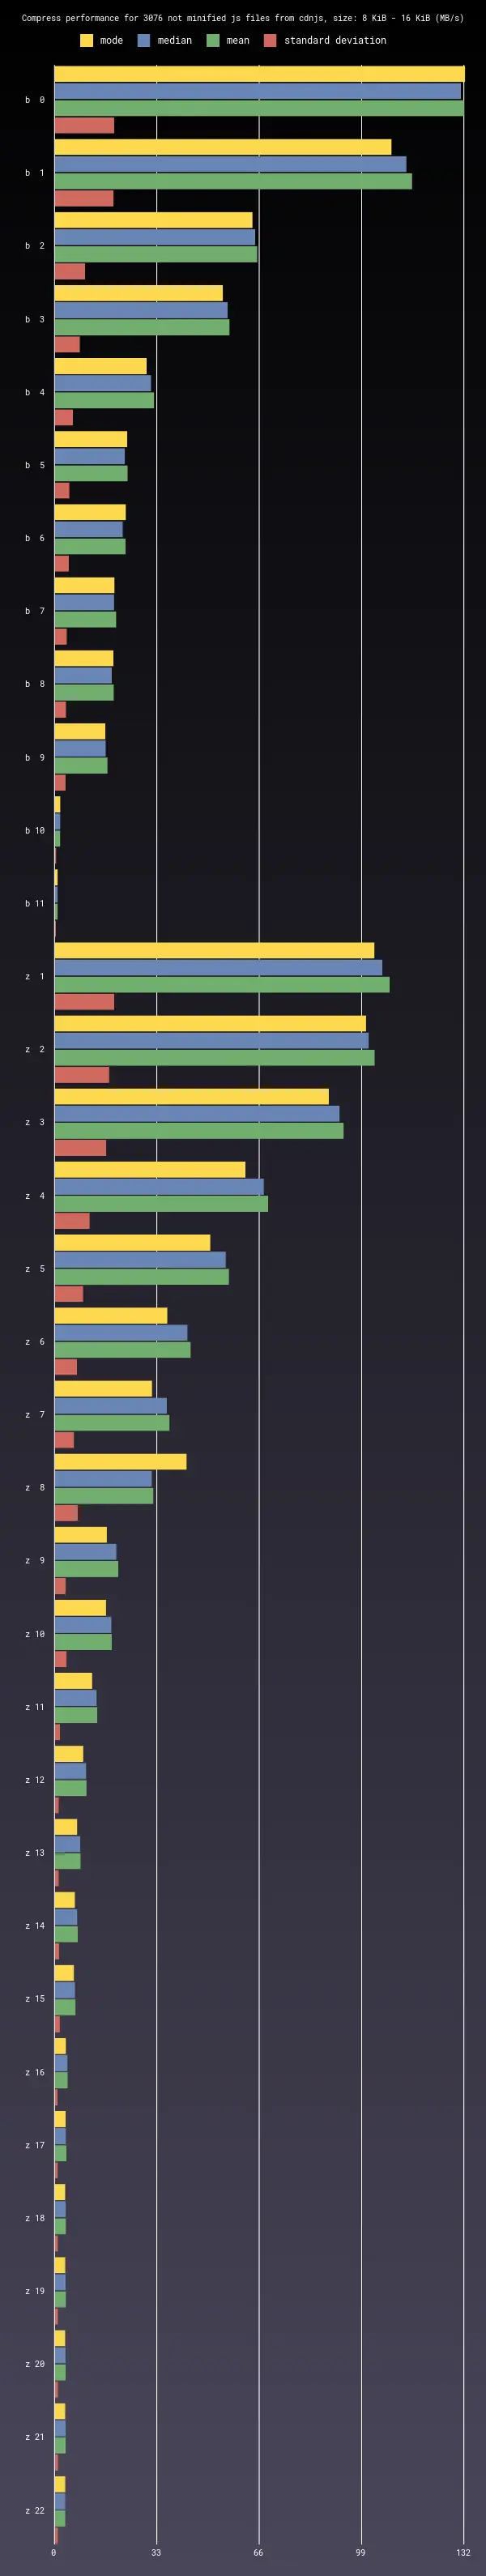 Compress performance for 3076 not minified js files from cdnjs, size: 8 KiB - 16 KiB (MB/s)
mode median mean standard deviation
b 0
b 1
b 2
b 3
b 4
b 5
b 6
b 7
b 8
b 9
b 10
b 11
z 1
z 2
z 3
z 4
z 5
z 6
z 7
z 8
z 9
z 10
z 11
z 12
z 13
z 14
z 15
z 16
z 17
z 18
z 19
z 20
z 21
z 22
0 33 66 99 132